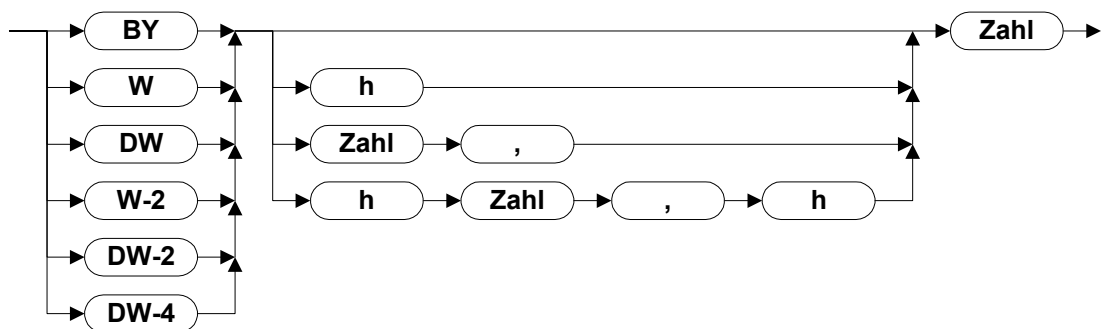 BY Zahl
W h
DW Zahl ,
W-2 h Zahl , h
DW-2
DW-4